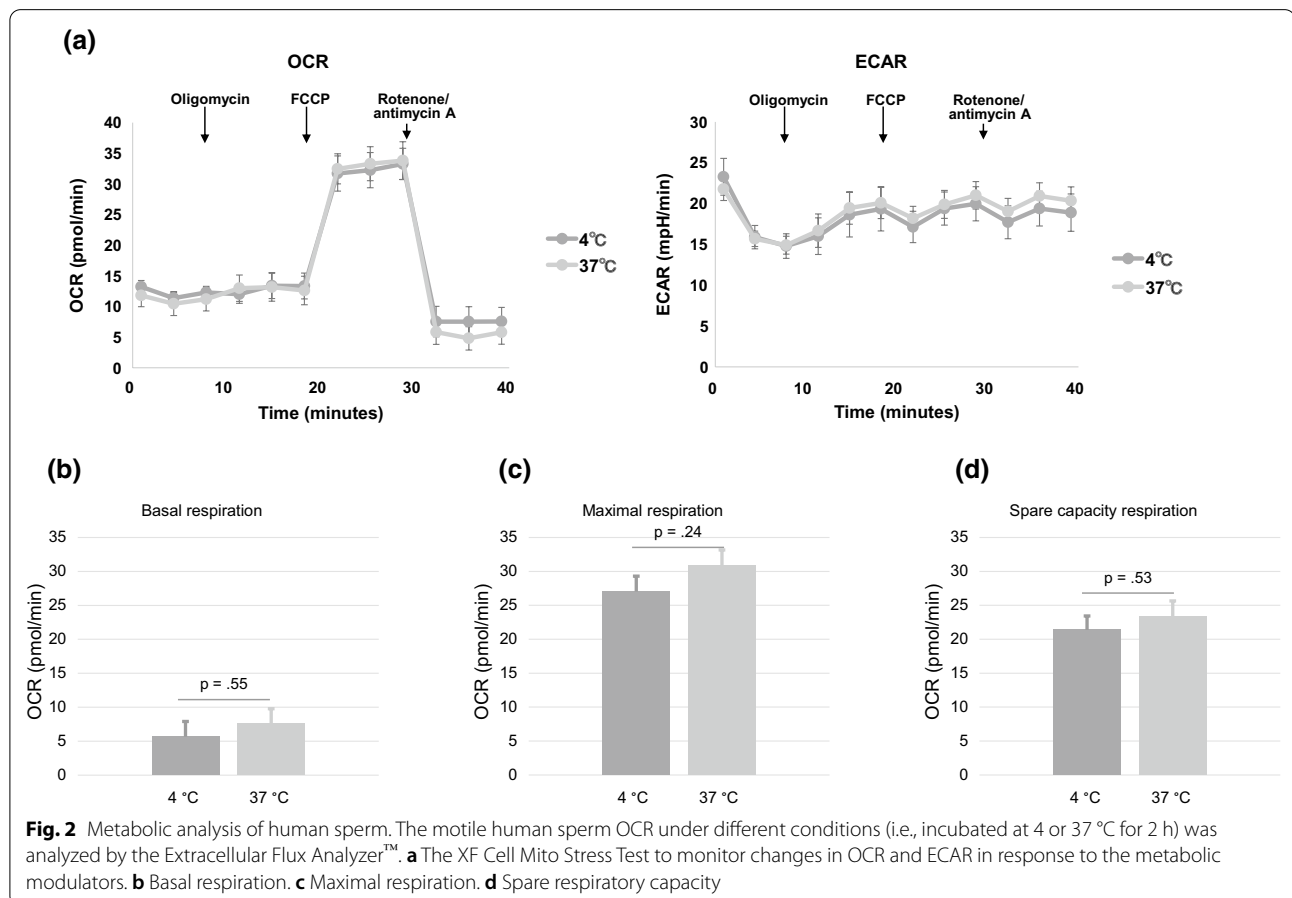 (a)
OCR
Oligomycin
FCCP
Rotenone/
antimycin A
40
35
30
25
20
15
10
5
0
OCR (pmol/min)
0
10
20
30
40
Time (minutes)
4°C
37°C
ECAR
Oligomycin
FCCP
Rotenone/
antimycin A
30
25
20
15
10
5
0
ECAR (mpH/min)
0
10
20
30
40
Time (minutes)
4°C
37°C
(b)
Basal respiration
35
30
25
20
15
10
5
0
OCR (pmol/min)
p = .55
4 °C
37 °C
(c)
Maximal respiration
35
30
25
20
15
10
5
0
OCR (pmol/min)
p = .24
4 °C
37 °C
(d)
Spare capacity respiration
35
30
25
20
15
10
5
0
OCR (pmol/min)
p = .53
4 °C
37 °C
Fig. 2 Metabolic analysis of human sperm. The motile human sperm OCR under different conditions (i.e., incubated at 4 or 37 °C for 2 h) was
analyzed by the Extracellular Flux Analyzer™. a The XF Cell Mito Stress Test to monitor changes in OCR and ECAR in response to the metabolic
modulators. b Basal respiration. c Maximal respiration. d Spare respiratory capacity